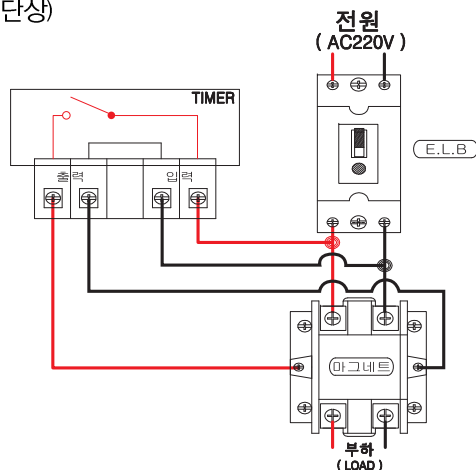 단상)
전원
( AC220V )
TIMER
출력
입력
E.L.B
마그네트
부하
( LOAD )